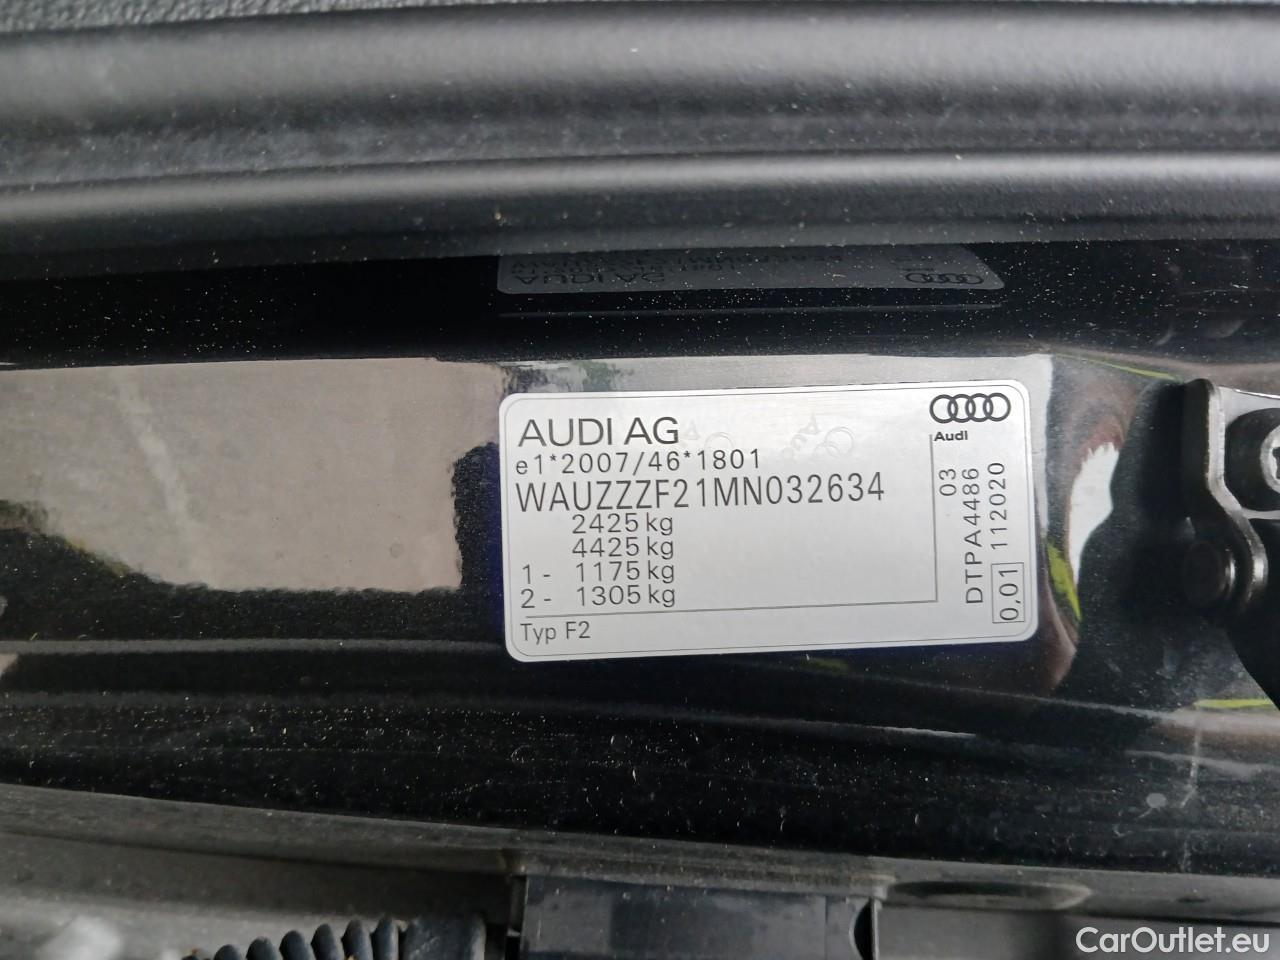 AUDI AG
Audi
e1*2007/46*1801
WAUZZZF21MN032634
2425 kg
4425 kg
1 - 1175 kg
2 - 1305 kg
Typ F2
03
DTPA4486
0,01 112020
CarOutlet.eu